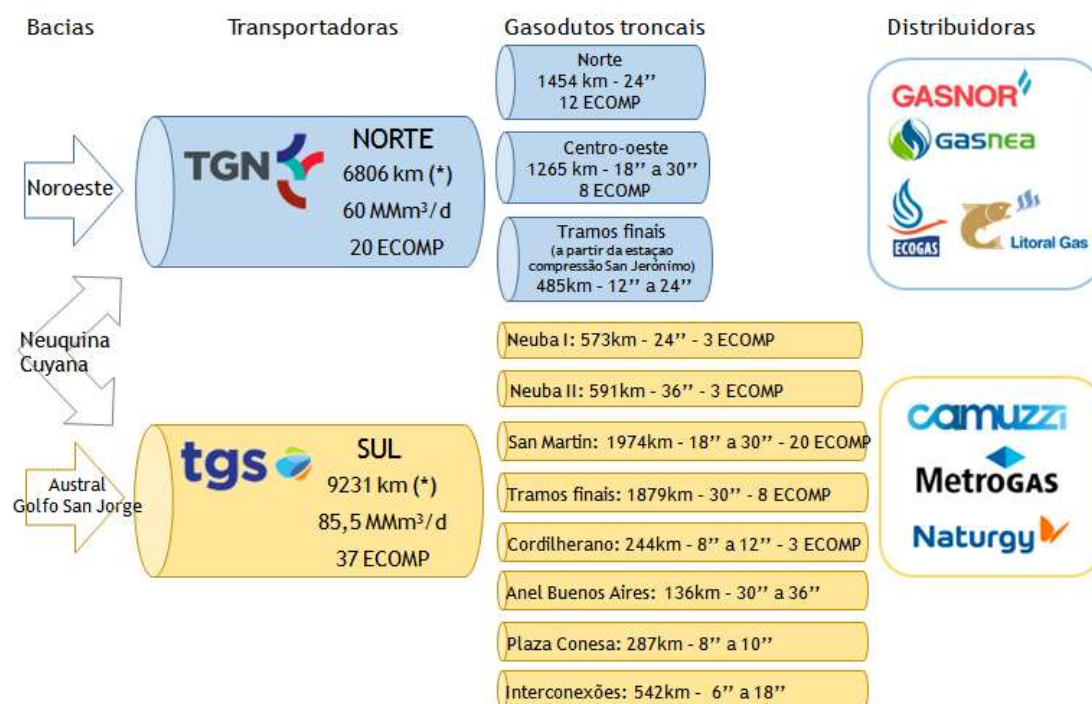 Bacias
Transportadoras
Gasodutos troncais
Distribuidoras
Noroeste
Neuquina
Cuyana
Austral
Golfo San Jorge
TGN
NORTE
6806 km (*)
60 MMm³/d
20 ECOMP
tgs
SUL
9231 km (*)
85,5 MMm³/d
37 ECOMP
Norte
1454 km - 24’’
12 ECOMP
Centro-oeste
1265 km - 18’’ a 30’’
8 ECOMP
Tramos finais
(a partir da estaçao
compressão San Jerónimo)
485km - 12’’ a 24’’
Neuba I: 573km - 24’’ - 3 ECOMP
Neuba II: 591km - 36’’ - 3 ECOMP
San Martin: 1974km - 18’’ a 30’’ - 20 ECOMP
Tramos finais: 1879km - 30’’ - 8 ECOMP
Cordilherano: 244km - 8’’ a 12’’ - 3 ECOMP
Anel Buenos Aires: 136km - 30’’ a 36’’
Plaza Conesa: 287km - 8’’ a 10’’
Interconexões: 542km - 6’’ a 18’’
GASNOR
Gasnea
ECOGAS
Litoral Gas
camuzzi
MetroGAS
Naturgy